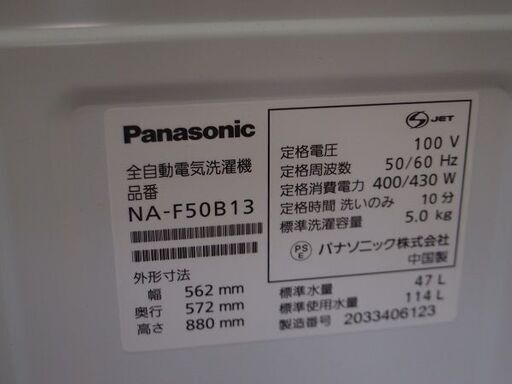 Panasonic
全自動電気洗濯機
品番
NA-F50B13
外形寸法
幅 562 mm
奥行 572 mm
高さ 880 mm
JET
定格電圧 100 V
定格周波数 50/60 Hz
定格消費電力 400/430 W
定格時間 洗いのみ 10 分
標準洗濯容量 5.0 kg
PS E パナソニック株式会社
中国製
標準水量 47 L
標準使用水量 114 L
製造番号 2033406123